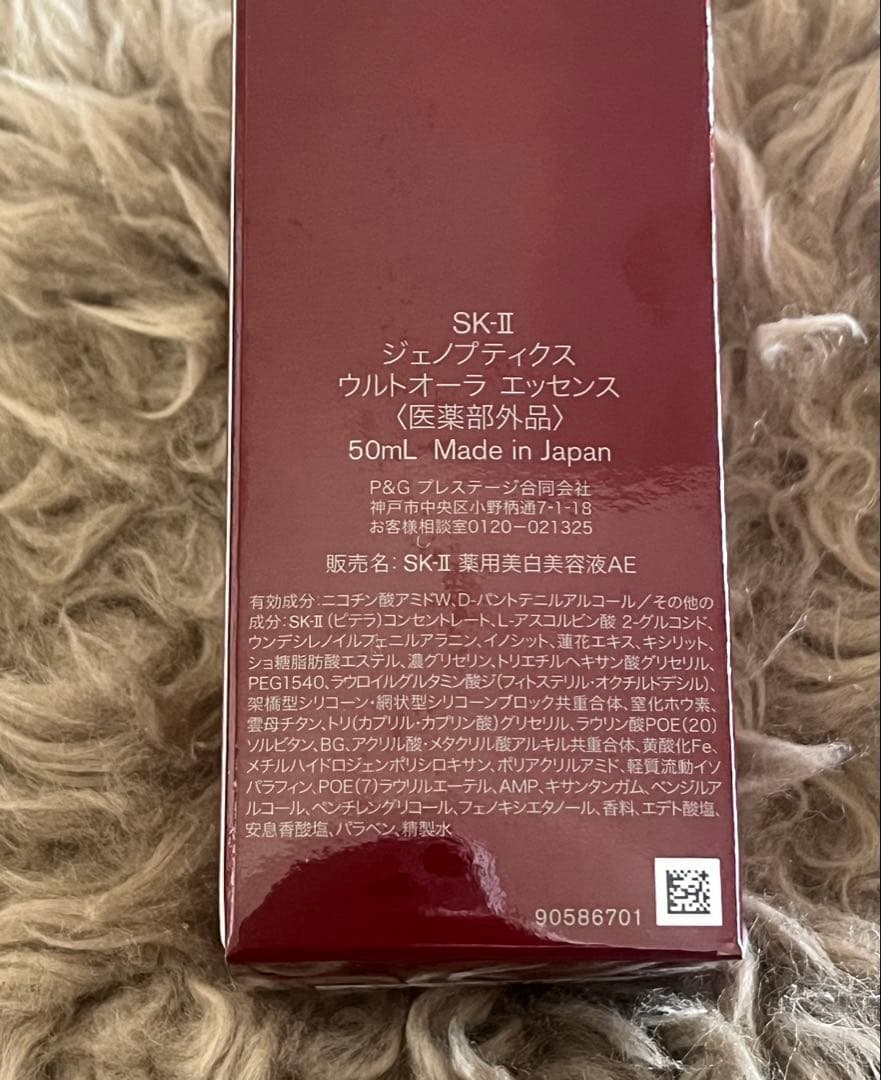 SK-Ⅱ
ジェノプティクス
ウルトオーラ エッセンス
〈医薬部外品〉
50mL Made in Japan
P&G プレステージ合同会社
神戸市中央区小野柄通7-1-18
お客様相談室0120-021325
販売名: SK-Ⅱ 薬用美白美容液AE
有効成分:ニコチン酸アミドW、D-パントテニルアルコール/その他の
成分:SK-Ⅱ(ピテラ)コンセントレート、L-アスコルビン酸 2-グルコシド、
ウンデシレノイルフェニルアラニン、イノシット、蓮花エキス、キシリット、
ショ糖脂肪酸エステル、濃グリセリン、トリエチルヘキサン酸グリセリル、
PEG1540、ラウロイルグルタミン酸ジ(フィトステリル・オクチルドデシル)、
架橋型シリコーン・網状型シリコーンブロック共重合体、窒化ホウ素、
雲母チタン、トリ(カプリル・カプリン酸)グリセリル、ラウリン酸POE(20)
ソルビタン、BG、アクリル酸・メタクリル酸アルキル共重合体、黄酸化Fe、
メチルハイドロジェンポリシロキサン、ポリアクリルアミド、軽質流動イソ
パラフィン、POE(7)ラウリルエーテル、AMP、キサンタンガム、ベンジルア
ルコール、ペンチレングリコール、フェノキシエタノール、香料、エデト酸塩、
安息香酸塩、パラベン、精製水
90586701